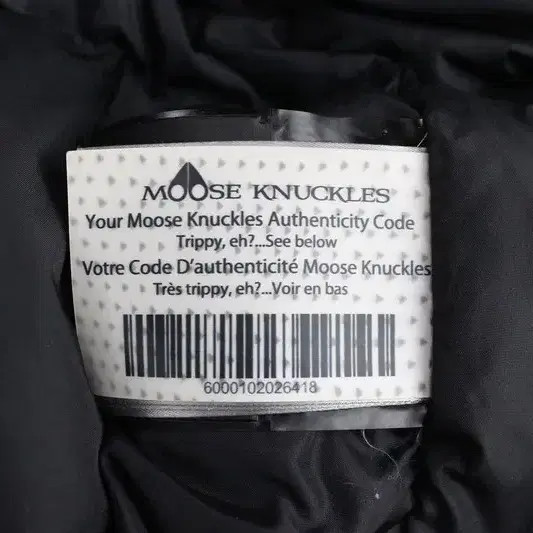 MOOSE KNUCKLES
Your Moose Knuckles Authenticity Code
Trippy, eh?...See below
Votre Code D'authenticité Moose Knuckles
Très trippy, eh?...Voir en bas
6000102026418